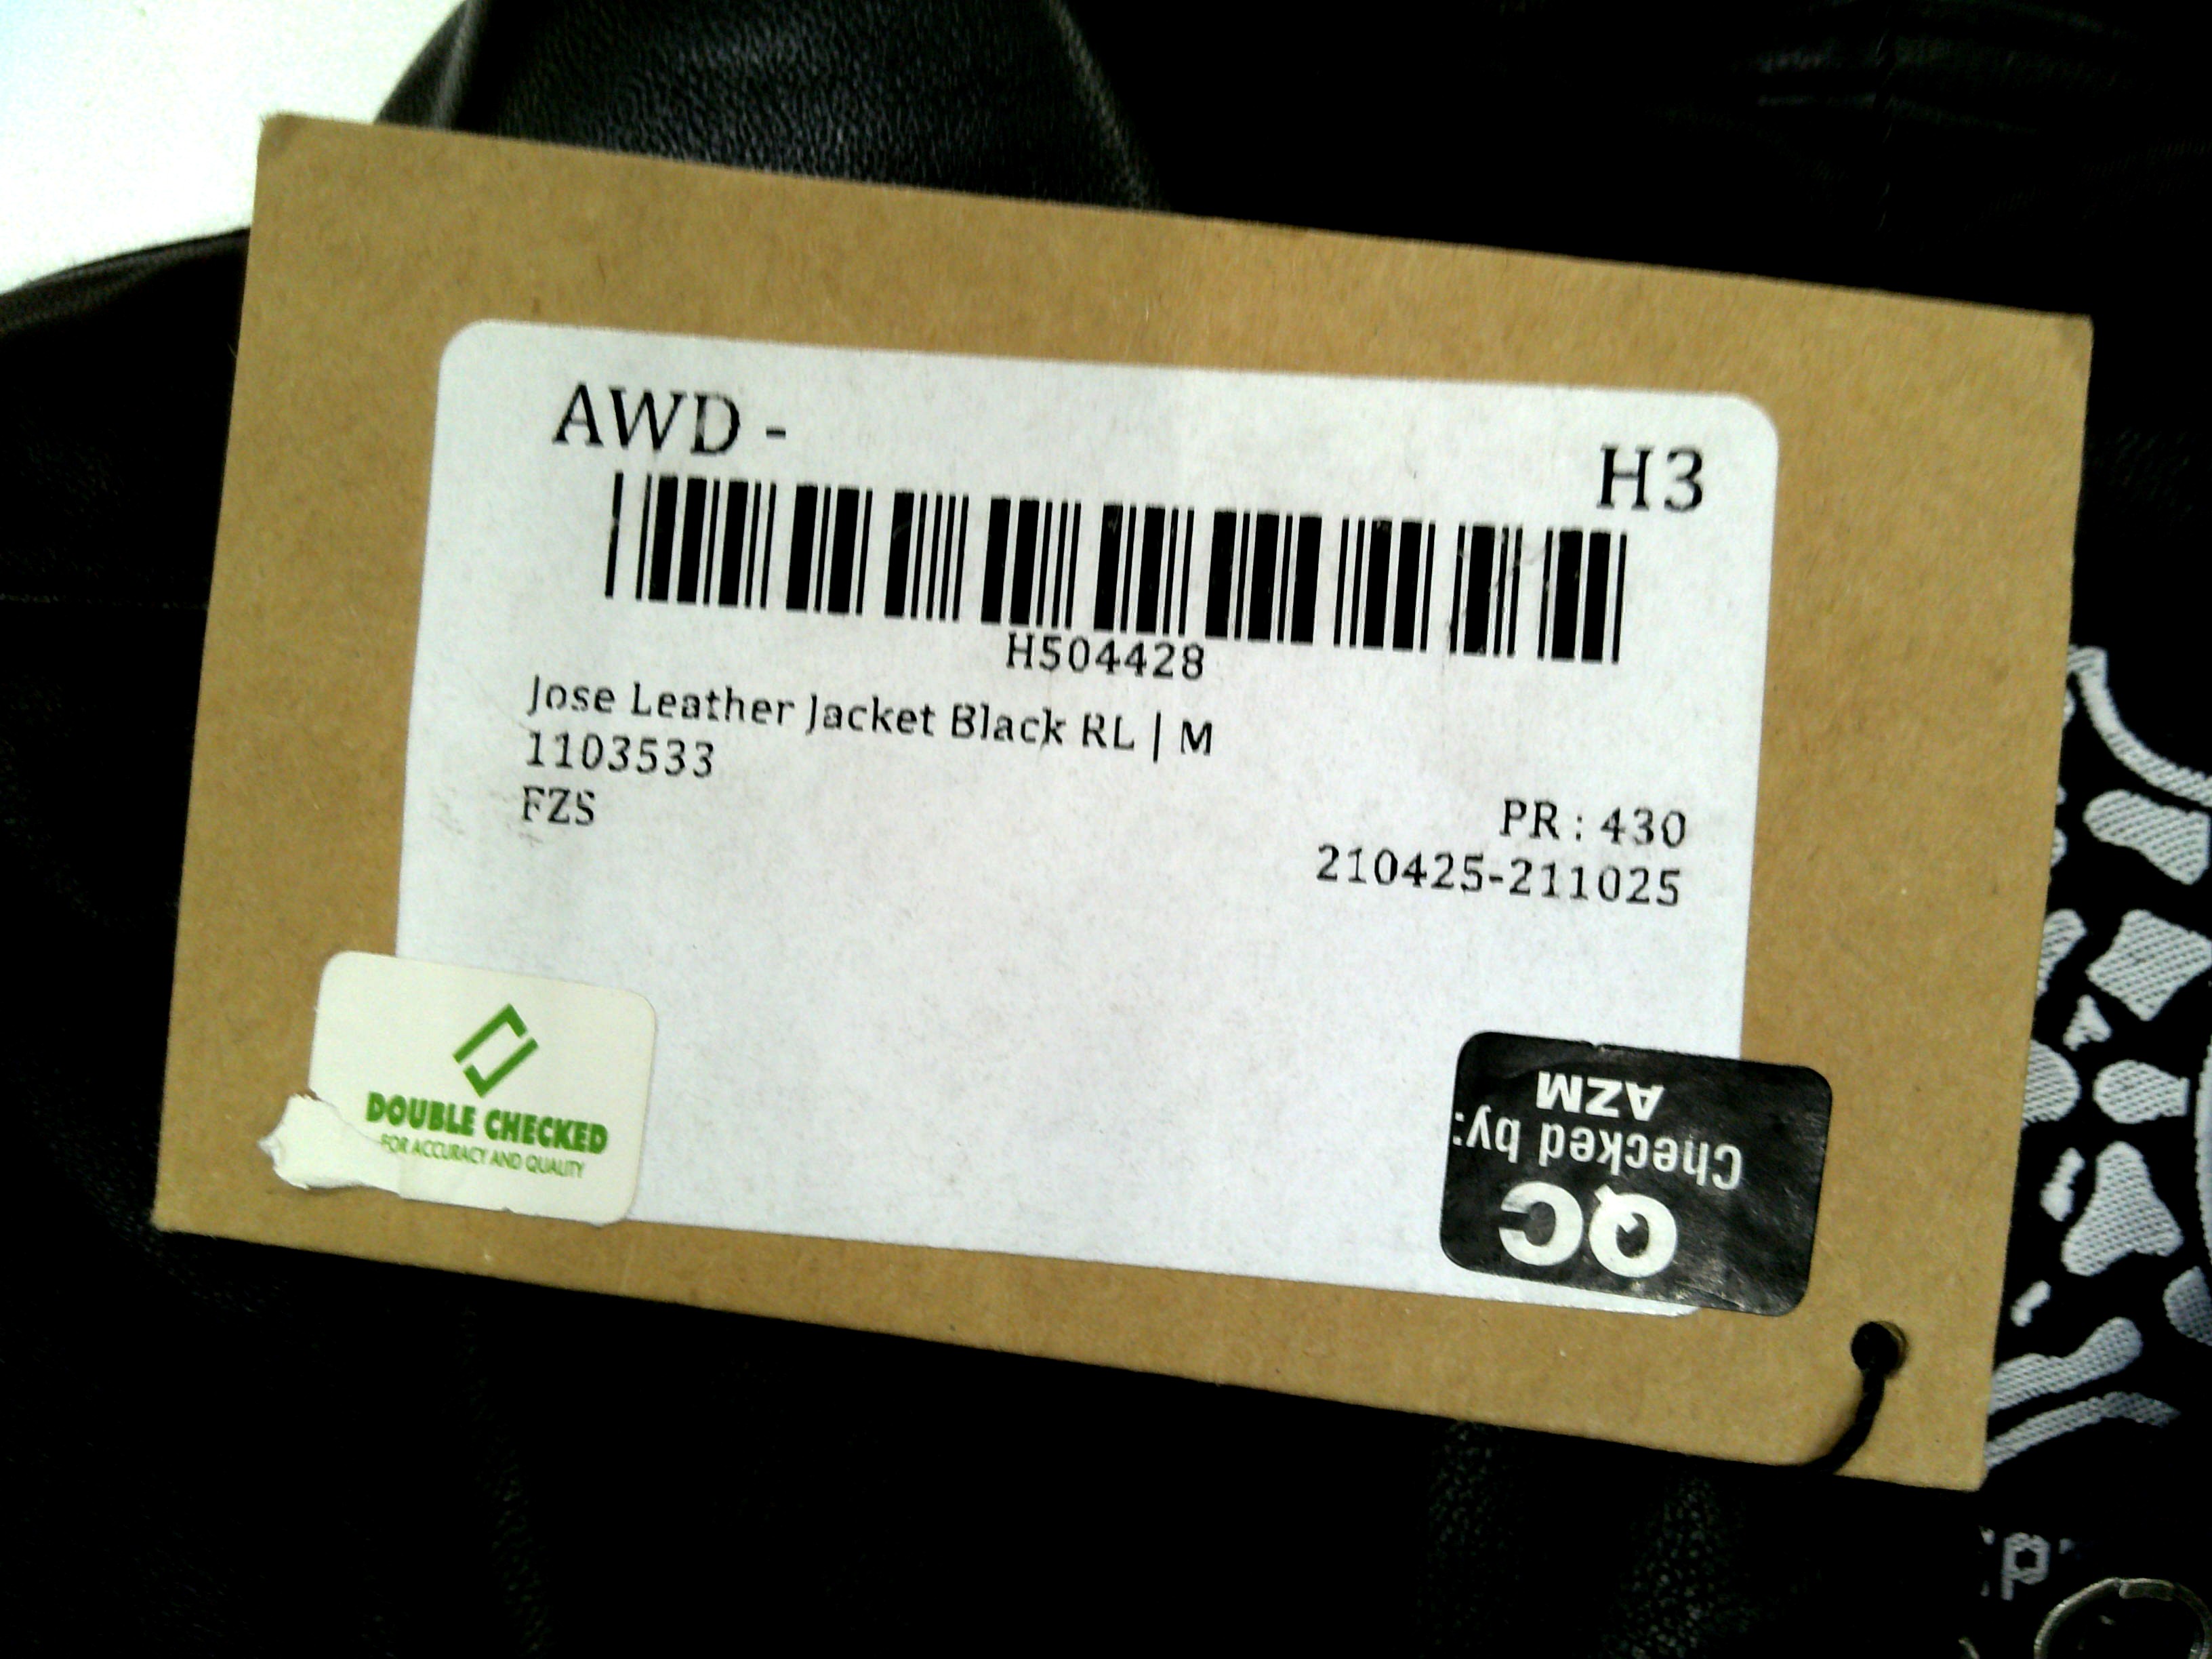 AWD -
H3
H504428
Jose Leather Jacket Black RL | M
1103533
FZS
PR : 430
210425-211025
DOUBLE CHECKED
FOR ACCURACY AND QUALITY
QC
Checked by:
AZM